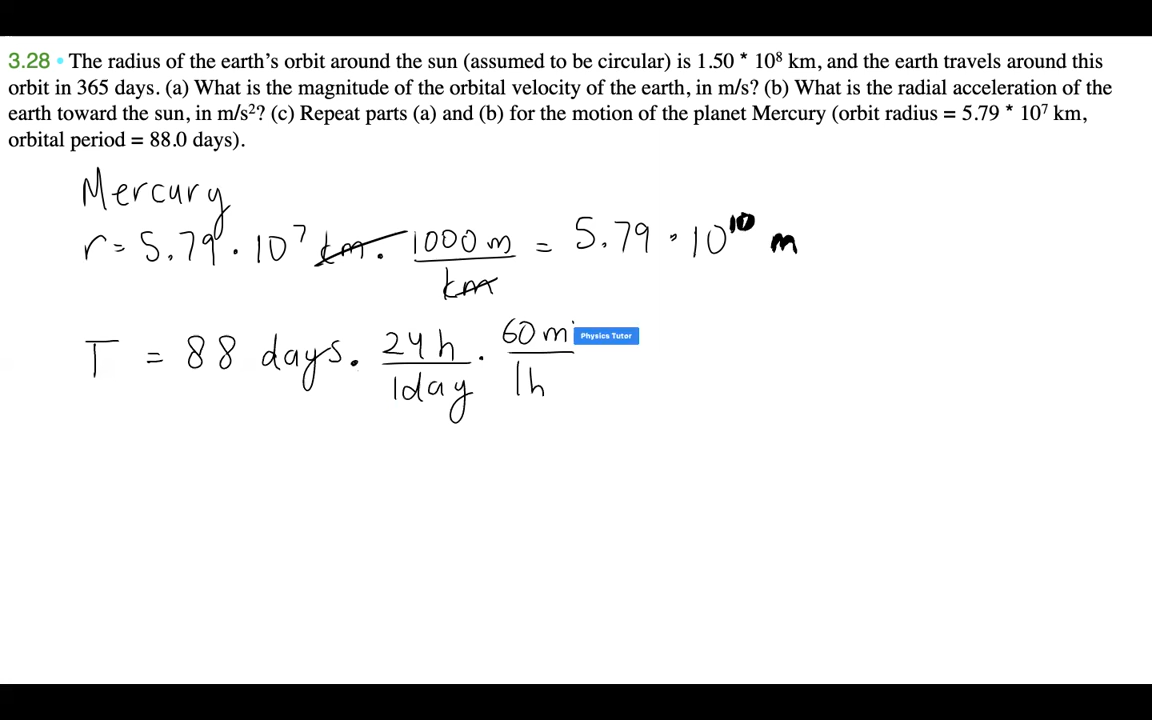 3.28 • The radius of the earth's orbit around the sun (assumed to be circular) is 1.50 * 10⁸ km, and the earth travels around this
orbit in 365 days. (a) What is the magnitude of the orbital velocity of the earth, in m/s? (b) What is the radial acceleration of the
earth toward the sun, in m/s²? (c) Repeat parts (a) and (b) for the motion of the planet Mercury (orbit radius = 5.79 * 10⁷ km,
orbital period = 88.0 days).
Mercury
r = 5.79 · 10⁷ km · 1000 m / km = 5.79 · 10¹⁰ m
T = 88 days · 24 h / 1 day · 60 mi / 1 h
Physics Tutor